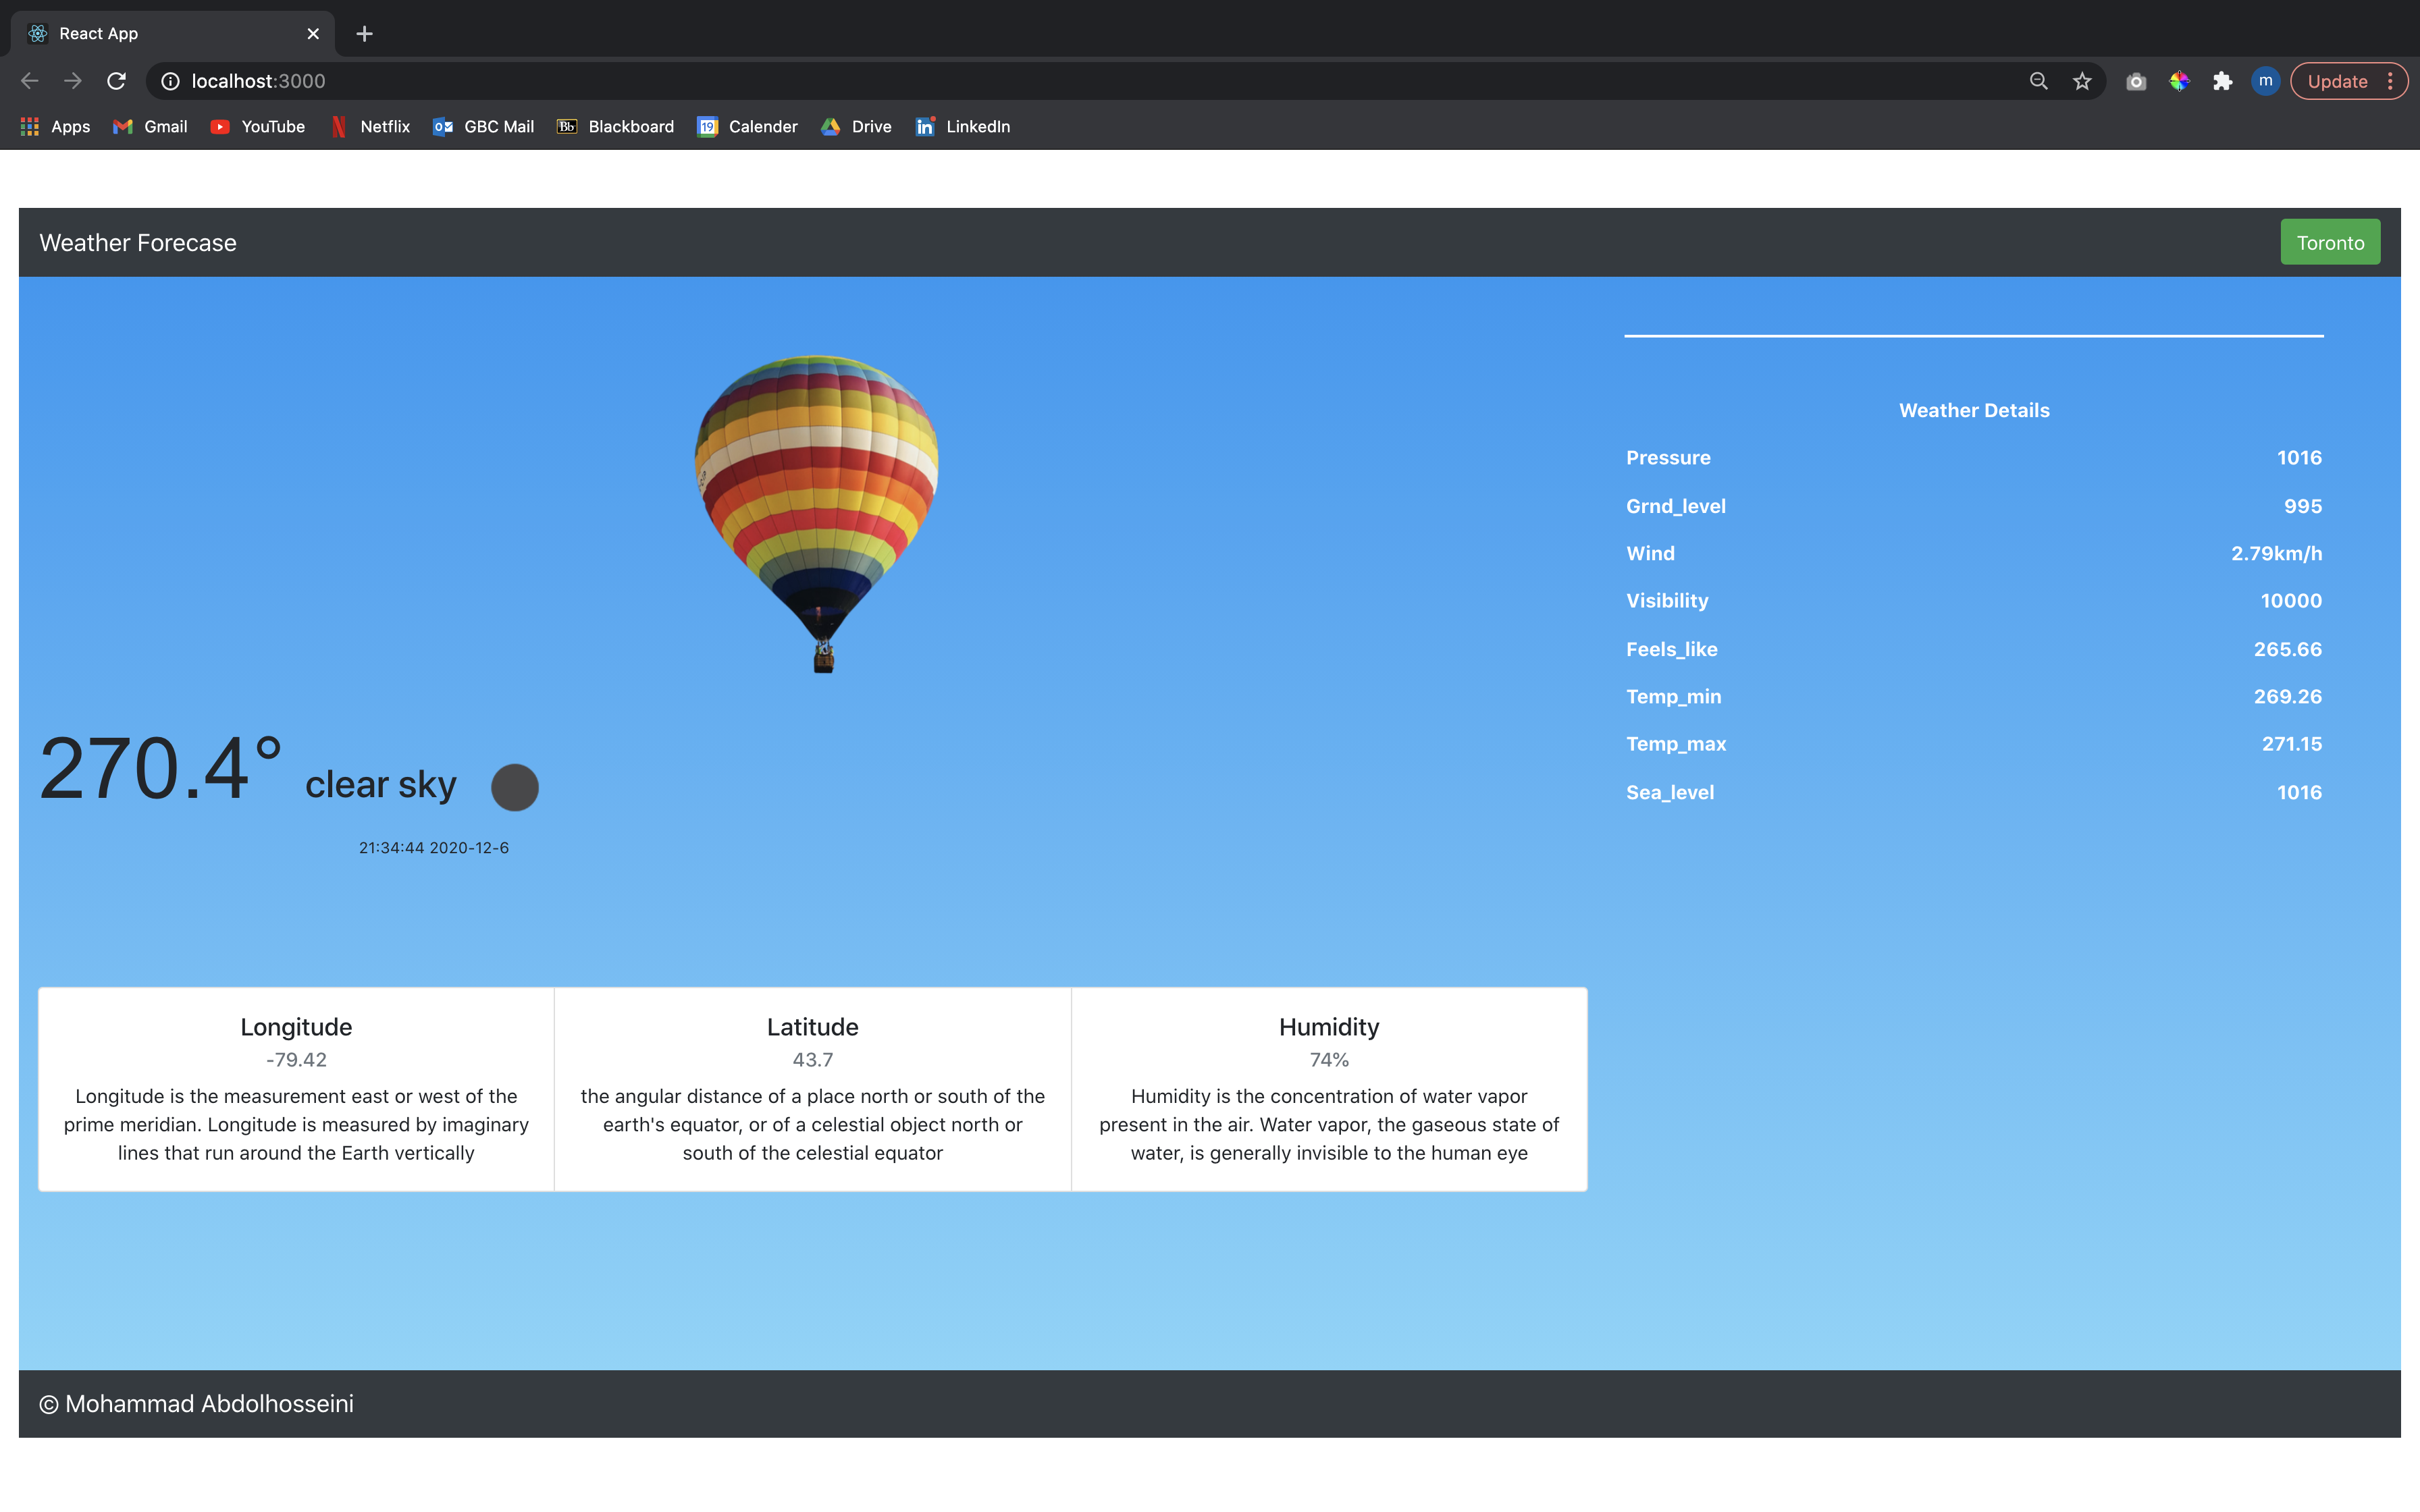 React App
localhost:3000
m
Update
Apps
Gmail
YouTube
Netflix
GBC Mail
Bb
Blackboard
19
Calender
Drive
in
LinkedIn
Weather Forecase
Toronto
270.4° clear sky
21:34:44 2020-12-6
Weather Details
Pressure 1016
Grnd_level 995
Wind 2.79km/h
Visibility 10000
Feels_like 265.66
Temp_min 269.26
Temp_max 271.15
Sea_level 1016
Longitude
-79.42
Longitude is the measurement east or west of the
prime meridian. Longitude is measured by imaginary
lines that run around the Earth vertically
Latitude
43.7
the angular distance of a place north or south of the
earth's equator, or of a celestial object north or
south of the celestial equator
Humidity
74%
Humidity is the concentration of water vapor
present in the air. Water vapor, the gaseous state of
water, is generally invisible to the human eye
© Mohammad Abdolhosseini